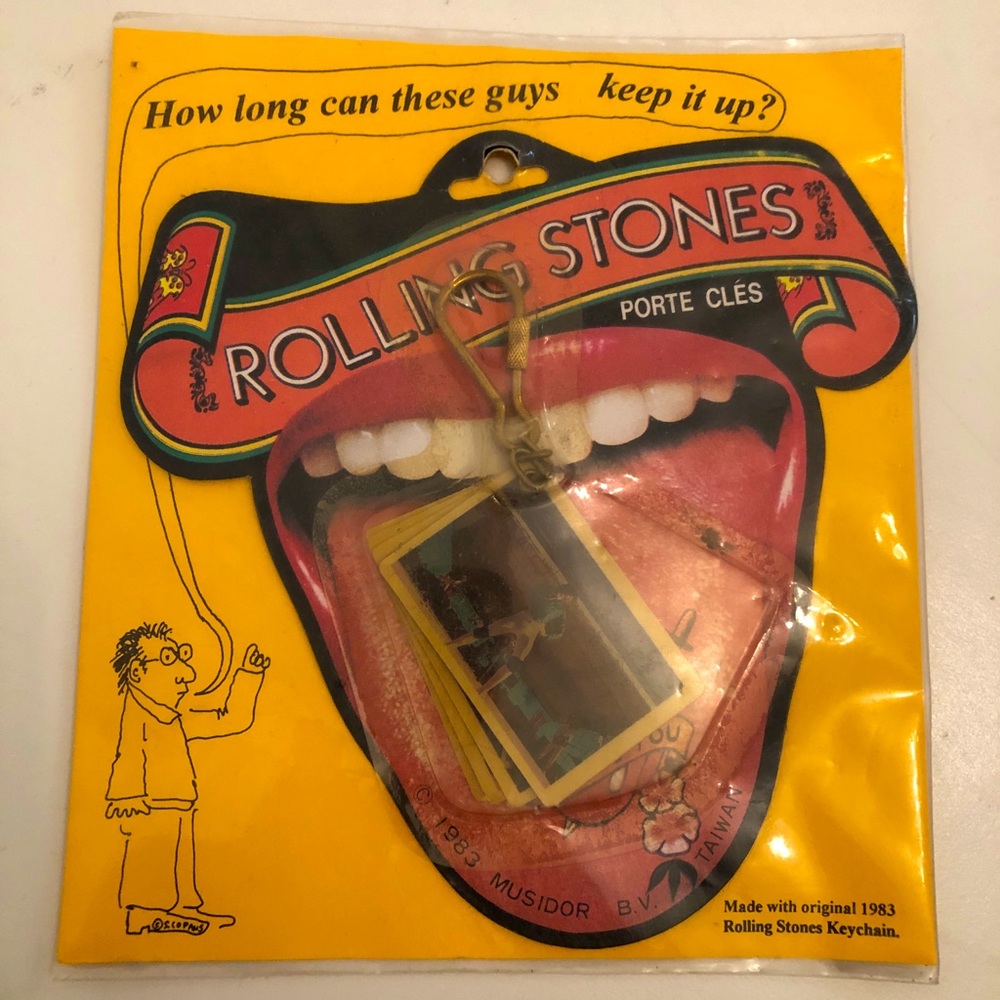 How long can these guys keep it up?
ROLLING STONES
PORTE CLÉS
YOU
© 1983 MUSIDOR B.V. TAIWAN
Made with original 1983
Rolling Stones Keychain.